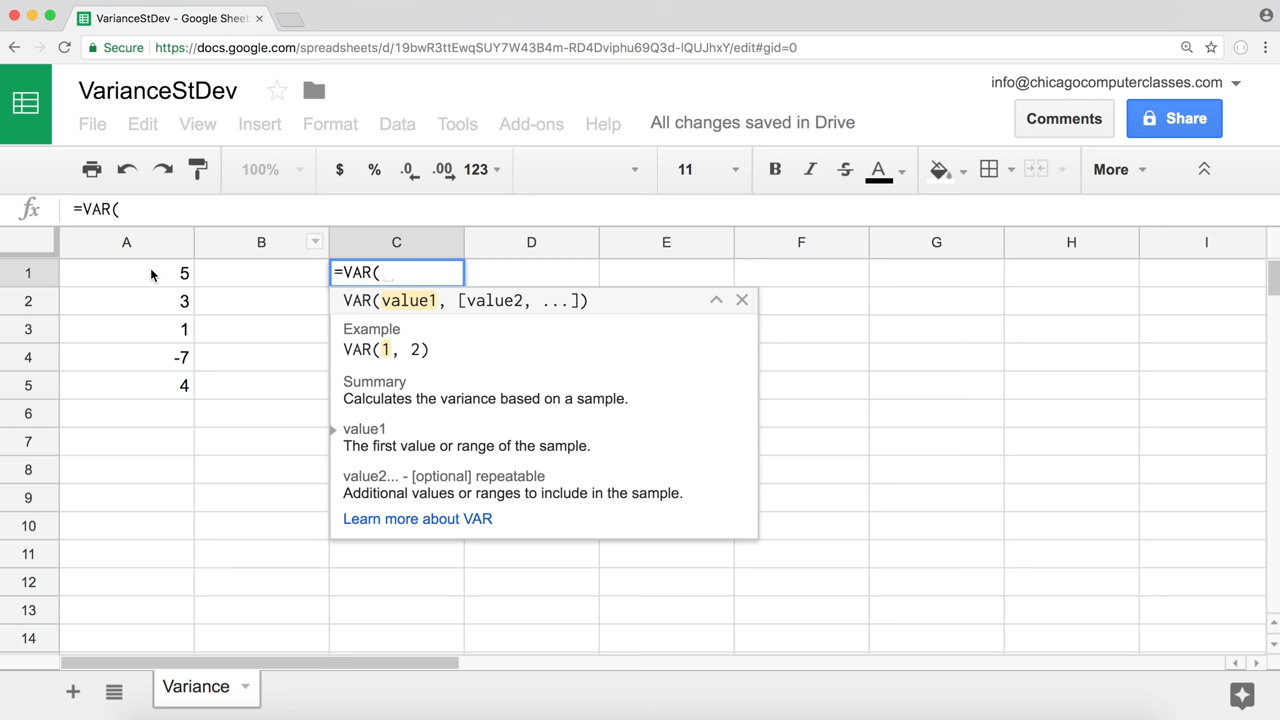 VarianceStDev - Google Sheet
Secure https://docs.google.com/spreadsheets/d/19bwR3ttEwqSUY7W43B4m-RD4Dviphu69Q3d-lQUJhxY/edit#gid=0
VarianceStDev
info@chicagocomputerclasses.com
File Edit View Insert Format Data Tools Add-ons Help All changes saved in Drive
Comments Share
100% $ % .0 .00 123 11 B I S A More
fx =VAR(
A B C D E F G H I
1 5 =VAR(
2 3 VAR(value1, [value2, ...])
3 1 Example
VAR(1, 2)
4 -7
5 4 Summary
Calculates the variance based on a sample.
6
7 value1
The first value or range of the sample.
8
9 value2... - [optional] repeatable
Additional values or ranges to include in the sample.
10 Learn more about VAR
11
12
13
14
Variance